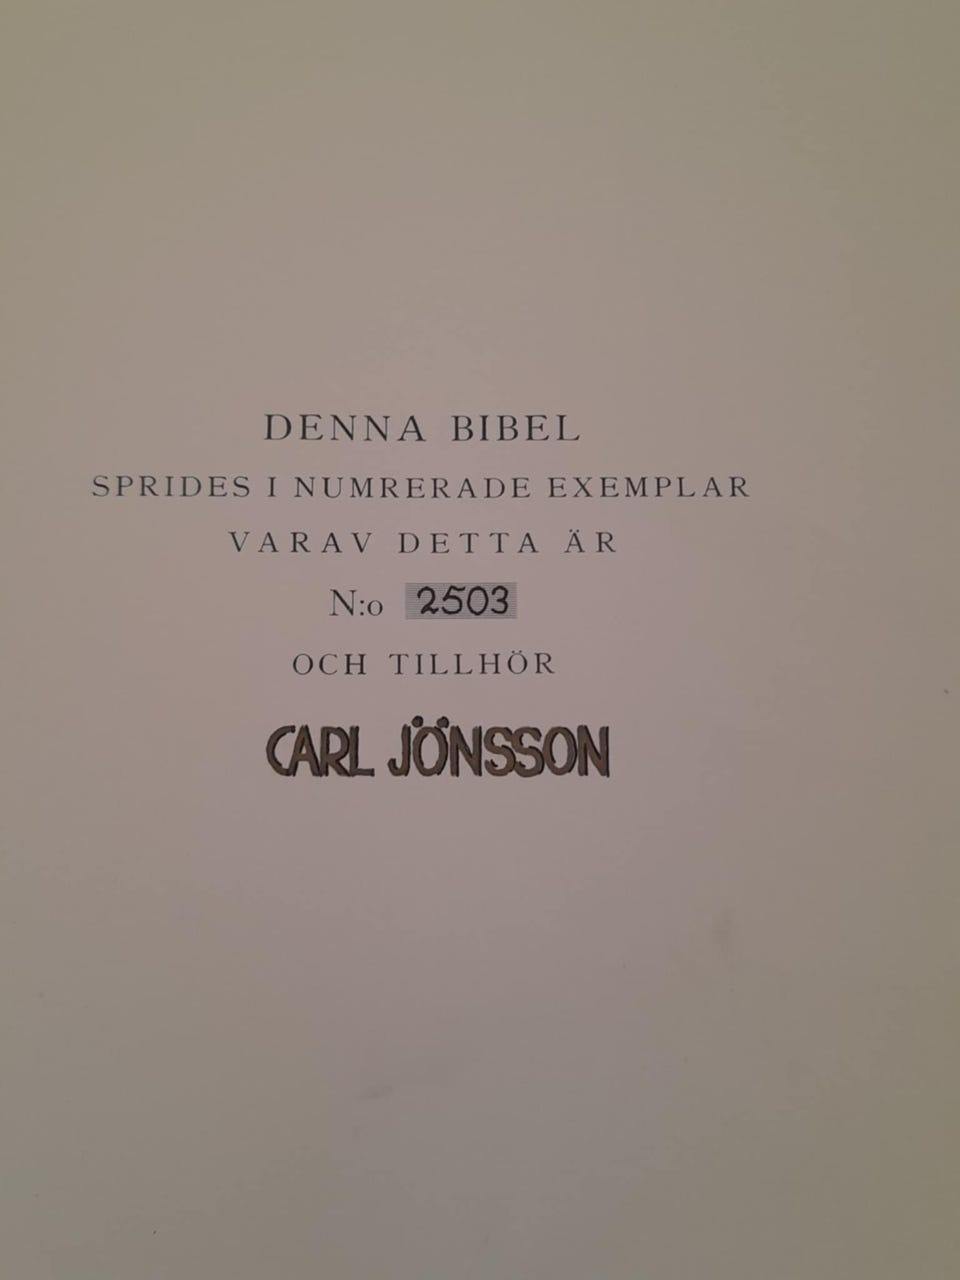 DENNA BIBEL
SPRIDES I NUMRERADE EXEMPLAR
VARAV DETTA ÄR
N:o 2503
OCH TILLHÖR
CARL JÖNSSON